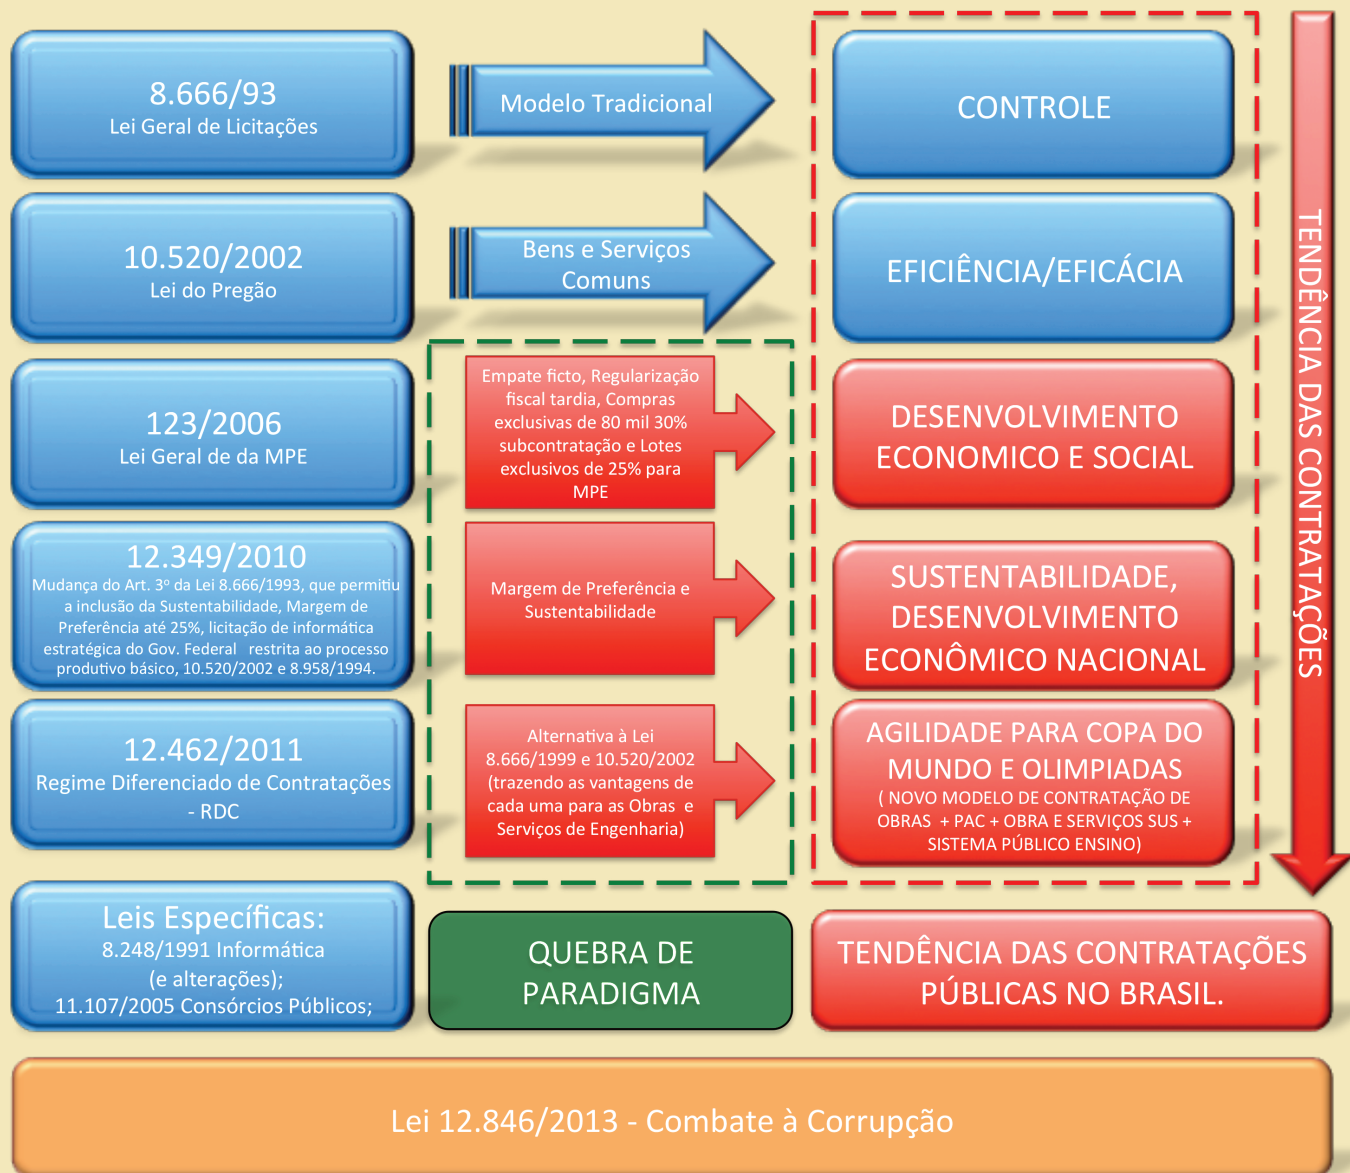 8.666/93
Lei Geral de Licitações
Modelo Tradicional
CONTROLE
10.520/2002
Lei do Pregão
Bens e Serviços
Comuns
EFICIÊNCIA/EFICÁCIA
123/2006
Lei Geral de da MPE
Empate ficto, Regularização
fiscal tardia, Compras
exclusivas de 80 mil 30%
subcontratação e Lotes
exclusivos de 25% para
MPE
DESENVOLVIMENTO
ECONOMICO E SOCIAL
12.349/2010
Mudança do Art. 3º da Lei 8.666/1993, que permitiu
a inclusão da Sustentabilidade, Margem de
Preferência até 25%, licitação de informática
estratégica do Gov. Federal restrita ao processo
produtivo básico, 10.520/2002 e 8.958/1994.
Margem de Preferência e
Sustentabilidade
SUSTENTABILIDADE,
DESENVOLVIMENTO
ECONÔMICO NACIONAL
12.462/2011
Regime Diferenciado de Contratações
- RDC
Alternativa à Lei
8.666/1999 e 10.520/2002
(trazendo as vantagens de
cada uma para as Obras e
Serviços de Engenharia)
AGILIDADE PARA COPA DO
MUNDO E OLIMPIADAS
( NOVO MODELO DE CONTRATAÇÃO DE
OBRAS + PAC + OBRA E SERVIÇOS SUS +
SISTEMA PÚBLICO ENSINO)
TENDÊNCIA DAS CONTRATAÇÕES
Leis Específicas:
8.248/1991 Informática
(e alterações);
11.107/2005 Consórcios Públicos;
QUEBRA DE
PARADIGMA
TENDÊNCIA DAS CONTRATAÇÕES
PÚBLICAS NO BRASIL.
Lei 12.846/2013 - Combate à Corrupção